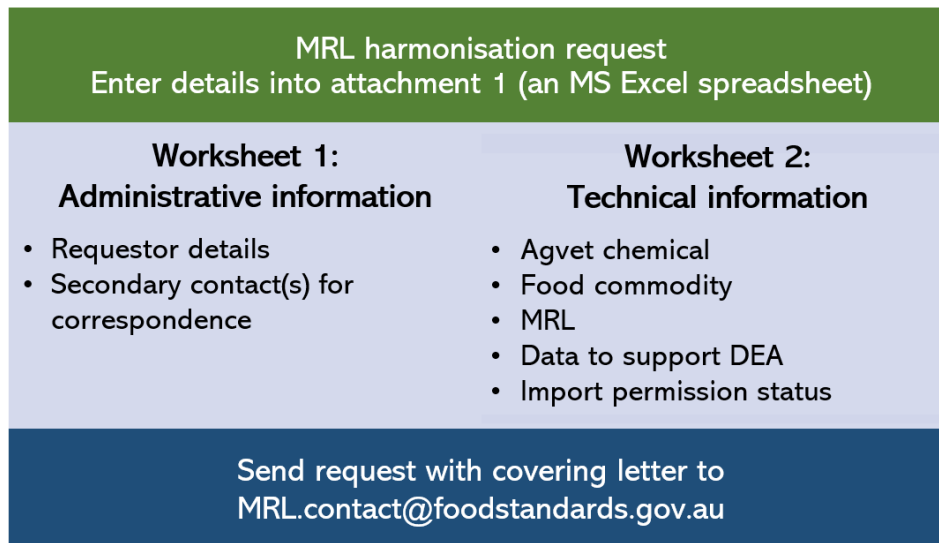 MRL harmonisation request
Enter details into attachment 1 (an MS Excel spreadsheet)
Worksheet 1:
Administrative information
• Requestor details
• Secondary contact(s) for
correspondence
Worksheet 2:
Technical information
• Agvet chemical
• Food commodity
• MRL
• Data to support DEA
• Import permission status
Send request with covering letter to
MRL.contact@foodstandards.gov.au